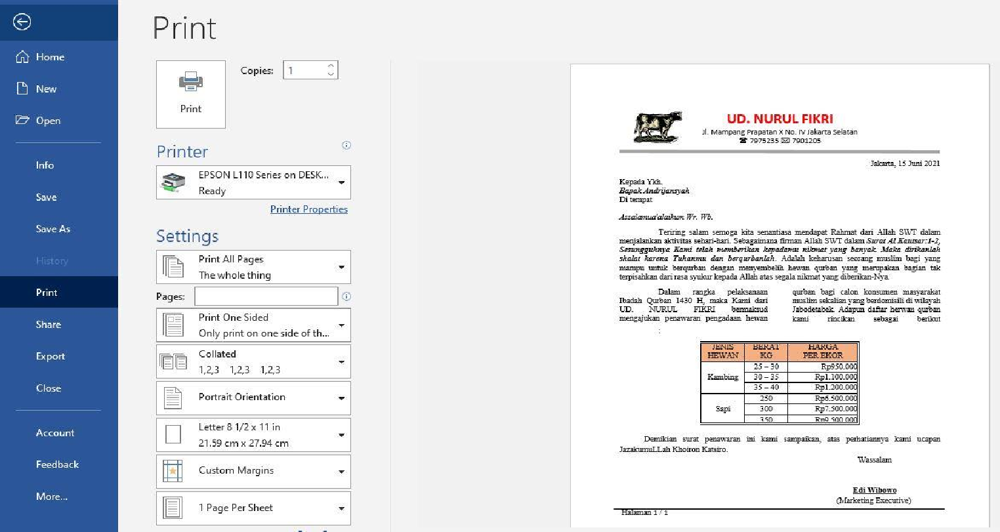 Print
Home
New
Open
Info
Save
Save As
History
Print
Share
Export
Close
Account
Feedback
More...
Print
Copies: 1
Printer
EPSON L110 Series on DESK...
Ready
Printer Properties
Settings
Print All Pages
The whole thing
Pages:
Print One Sided
Only print on one side of th...
Collated
1,2,3 1,2,3 1,2,3
Portrait Orientation
Letter 8 1/2 x 11 in
21.59 cm x 27.94 cm
Custom Margins
1 Page Per Sheet
UD. NURUL FIKRI
Jl. Mampang Prapatan X No. IV Jakarta Selatan
☎ 7975235 ✉ 7901205
Jakarta, 15 Juni 2021
Kepada Ykh.
Bapak Andrijansyah
Di tempat
Assalamua'alaikun Wr. Wb.
Teriring salam semoga kita senantiasa mendapat Rahmat dari Allah SWT dalam
menjalankan aktivitas sehari-hari. Sebagaimana firman Allah SWT dalam Surat Al Kautsar:1-2,
Sesungguhnya Kami telah memberikan kepadamu nikmat yang banyak. Maka dirikanlah
shalat karena Tuhanmu dan berqurbanlah. Adalah keharusan seorang muslim bagi yang
mampu untuk berqurban dengan menyembelih hewan qurban yang merupakan bagian tak
terpisahkan dari rasa syukur kepada Allah atas segala nikmat yang diberikan-Nya.
Dalam rangka pelaksanaan
Ibadah Qurban 1430 H, maka Kami dari
UD. NURUL FIKRI bermaksud
mengajukan penawaran pengadaan hewan
qurban bagi calon konsumen masyarakat
muslim sekalian yang berdomisili di wilayah
Jabodetabek. Adapun daftar herwan qurban
kami rincikan sebagai berikut
:
JENIS HEWAN BERAT KG HARGA PER EKOR
Kambing 25 – 30 Rp950.000
30 – 35 Rp1.100.000
35 – 40 Rp1.200.000
Sapi 250 Rp6.500.000
300 Rp7.500.000
350 Rp9.500.000
Demikian surat penawaran ini kami sampaikan, atas perhatiannya kami ucapan
JazakumuLLah Khoiron Katsiro.
Wassalam
Edi Wibowo
(Marketing Executive)
Halaman 1 / 1